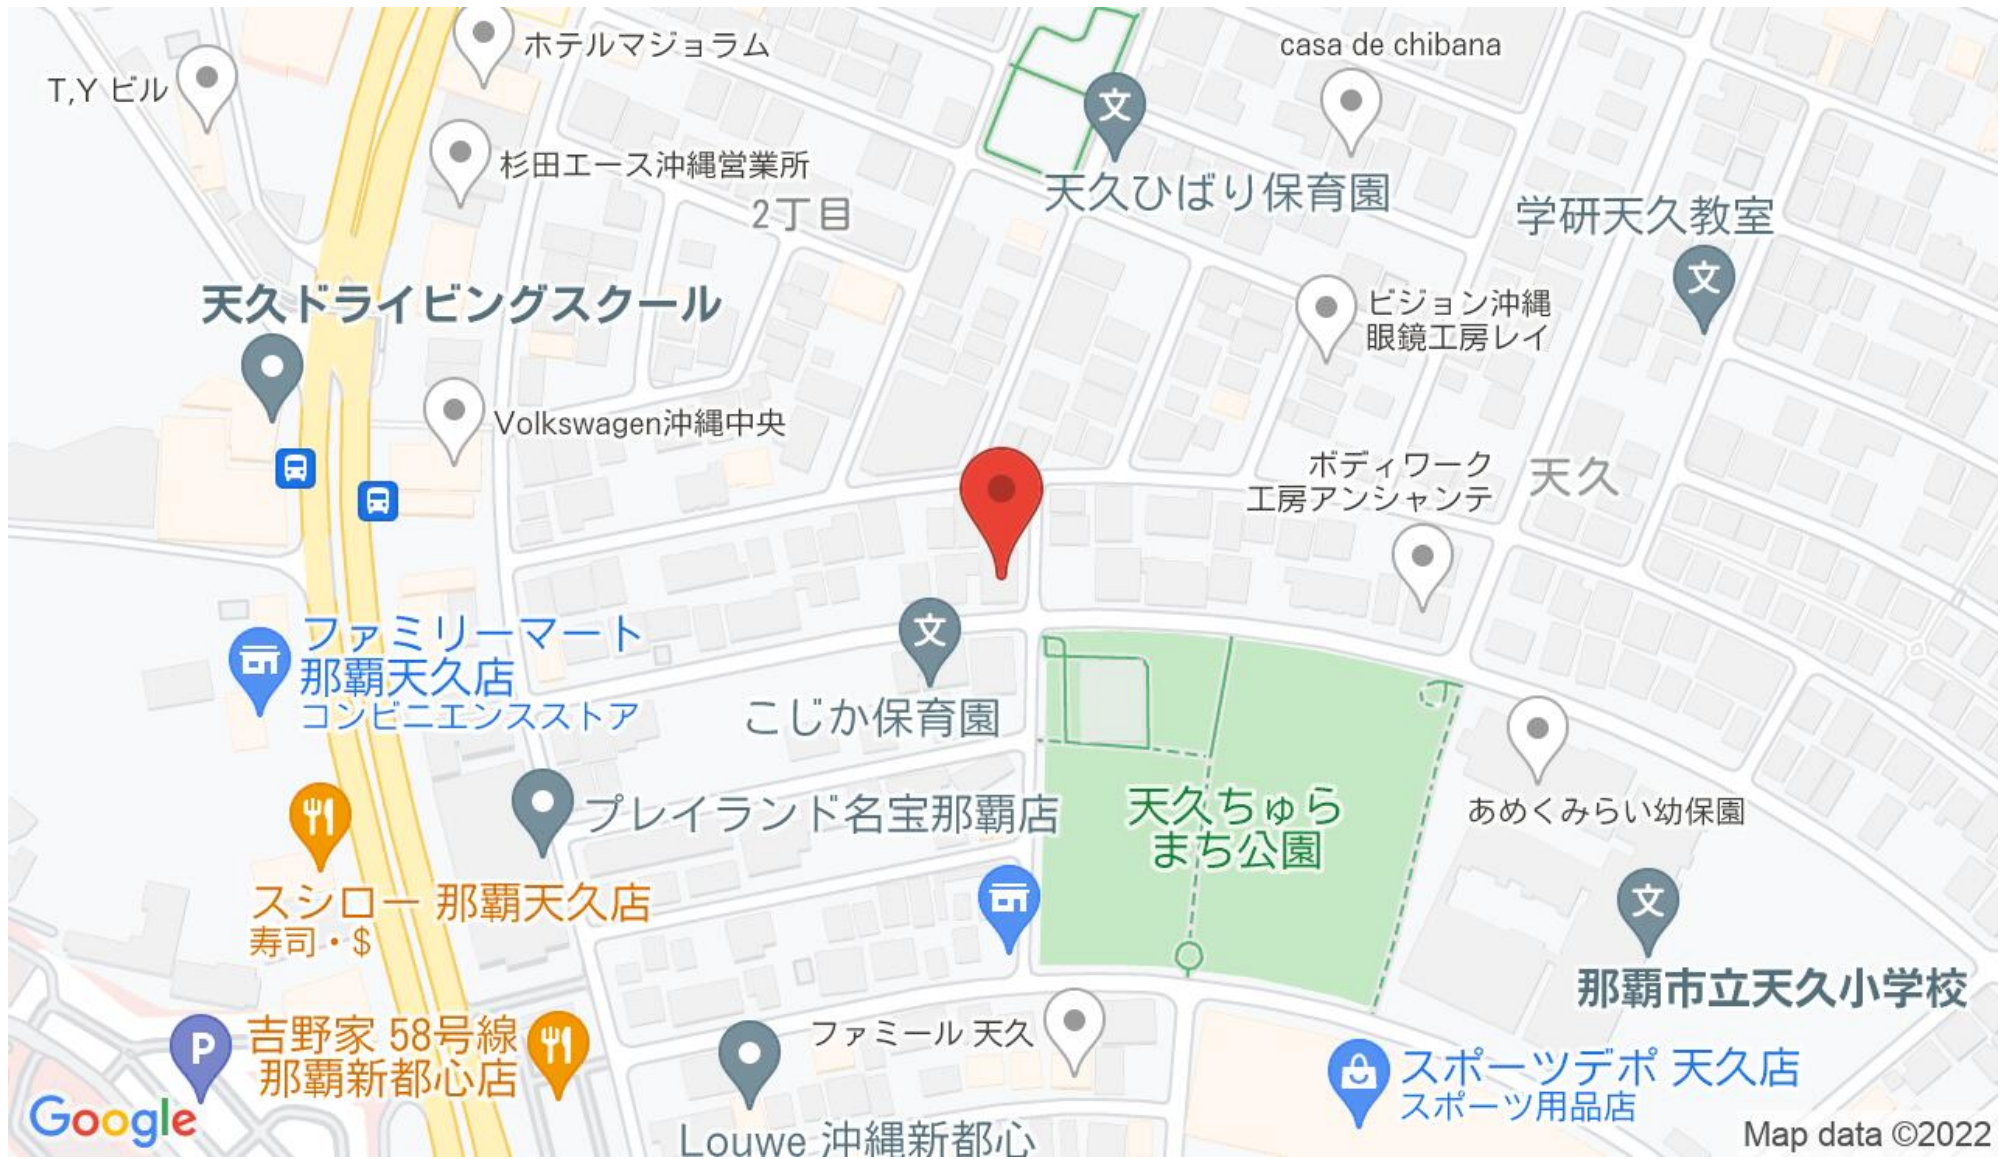 ホテルマジョラム
casa de chibana
T,Y ビル
文
杉田エース沖縄営業所
天久ひばり保育園
2丁目
学研天久教室
文
天久ドライビングスクール
ビジョン沖縄
眼鏡工房レイ
Volkswagen沖縄中央
ボディワーク
工房アンシャンテ
天久
ファミリーマート
那覇天久店
コンビニエンスストア
文
こじか保育園
プレイランド名宝那覇店
天久ちゅら
まち公園
あめくみらい幼保園
スシロー 那覇天久店
寿司・$
文
那覇市立天久小学校
P
吉野家 58号線
那覇新都心店
ファミール 天久
スポーツデポ 天久店
スポーツ用品店
Google
Louwe 沖縄新都心
Map data ©2022